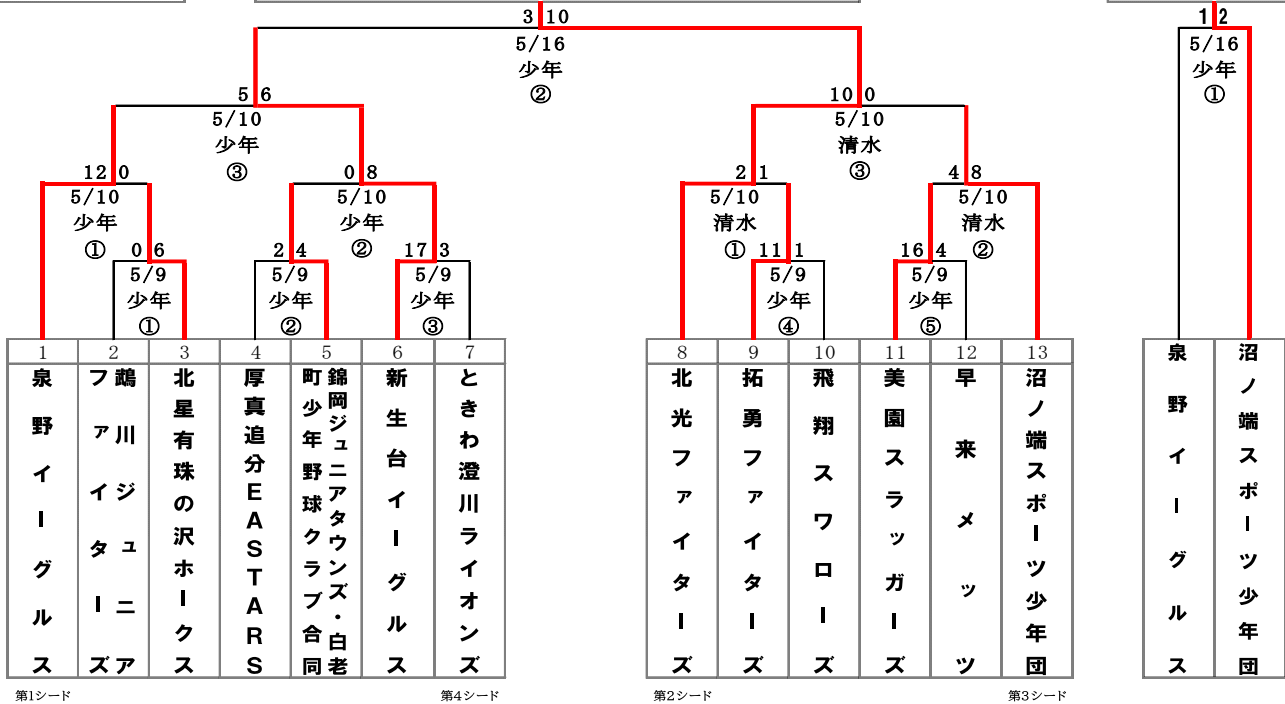 3 10
5/16
少年
②
1 2
5/16
少年
①
5 6
5/10
少年
③
10 0
5/10
清水
③
12 0
5/10
少年
①
0 8
5/10
少年
②
2 1
5/10
清水
①
4 8
5/10
清水
②
0 6
5/9
少年
①
2 4
5/9
少年
②
17 3
5/9
少年
③
11 1
5/9
少年
④
16 4
5/9
少年
⑤
1
泉野イーグルス
2
鵡川ジュニア
ファイターズ
3
北星有珠の沢ホークス
4
厚真追分EASTARS
5
錦岡ジュニアタウンズ・白老
町少年野球クラブ合同
6
新生台イーグルス
7
ときわ澄川ライオンズ
8
北光ファイターズ
9
拓勇ファイターズ
10
飛翔スワローズ
11
美園スラッガーズ
12
早来メッツ
13
沼ノ端スポーツ少年団
泉野イーグルス
沼ノ端スポーツ少年団
第1シード
第4シード
第2シード
第3シード